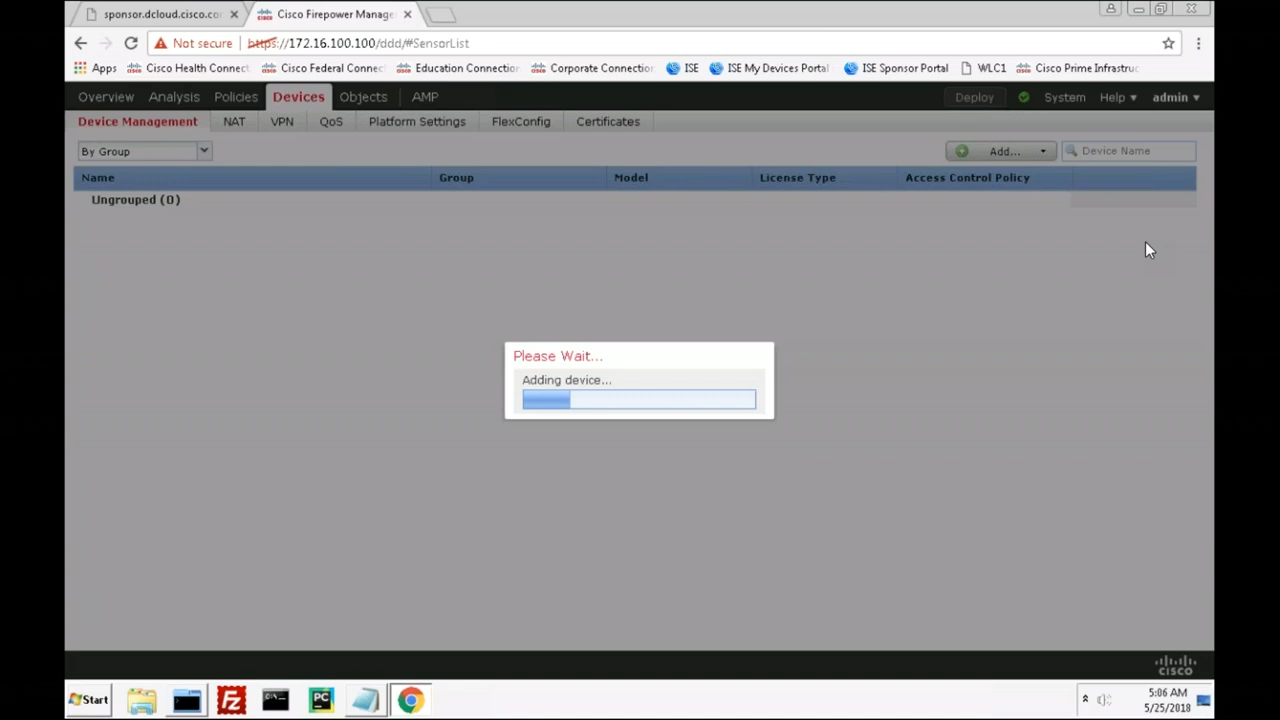 sponsor.dcloud.cisco.co
Cisco Firepower Manage
Not secure
https://172.16.100.100/ddd/#SensorList
Apps
Cisco Health Connect
Cisco Federal Connec
Education Connection
Corporate Connection
ISE
ISE My Devices Portal
ISE Sponsor Portal
WLC1
Cisco Prime Infrastruc
Overview
Analysis
Policies
Devices
Objects
AMP
Deploy
System
Help
admin
Device Management
NAT
VPN
QoS
Platform Settings
FlexConfig
Certificates
By Group
Add...
Device Name
Name
Group
Model
License Type
Access Control Policy
Ungrouped (0)
Please Wait...
Adding device...
CISCO
Start
PC
5:06 AM
5/25/2018